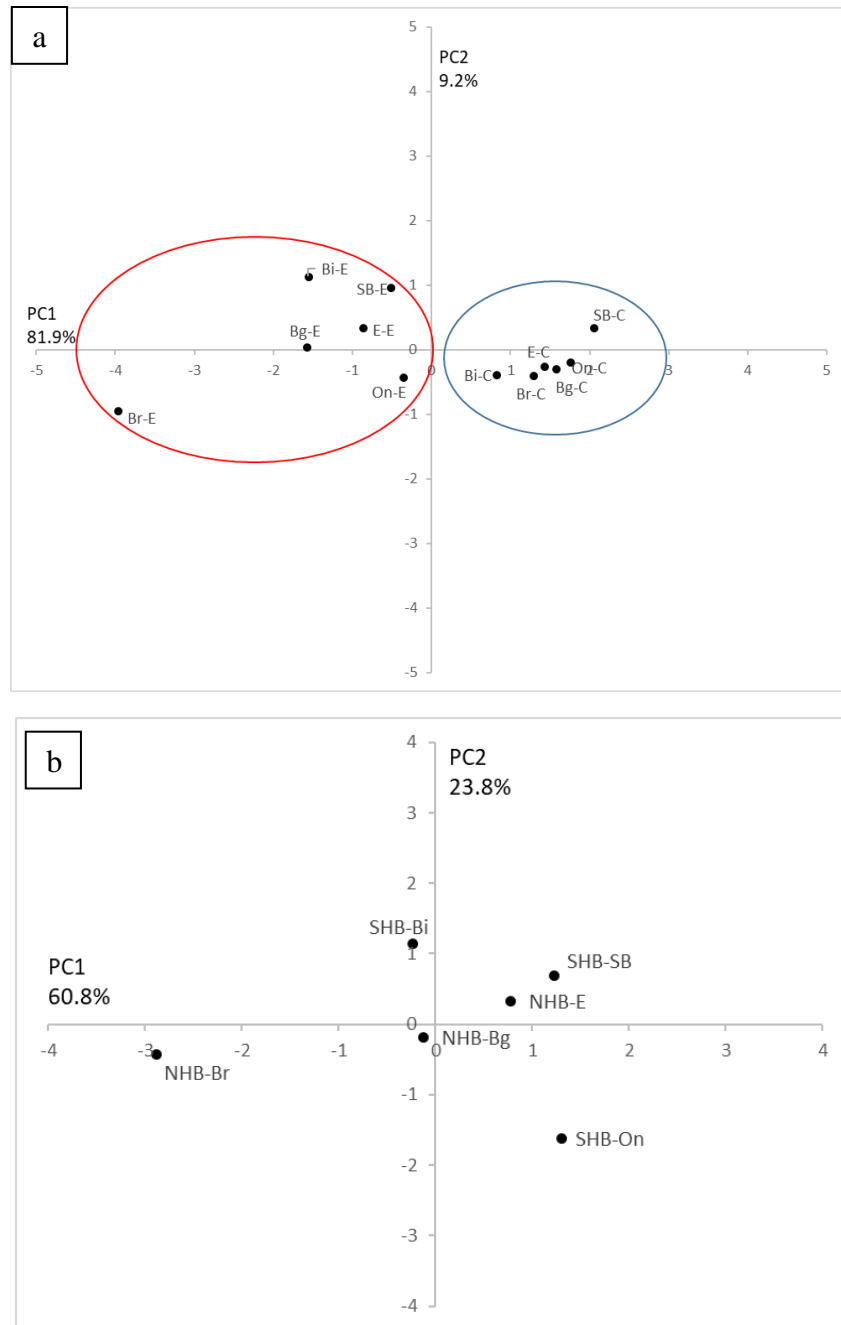 a
PC2
9.2%
5
4
3
2
1
0
-1
-2
-3
-4
-5
PC1
81.9%
-5 -4 -3 -2 -1 0 1 2 3 4 5
Bi-E
SB-E
Bg-E E-E
On-E
Br-E
SB-C
E-C
On-C
Bi-C
Bg-C
Br-C
b
PC2
23.8%
4
3
2
1
0
-1
-2
-3
-4
PC1
60.8%
-4 -3 -2 -1 0 1 2 3 4
SHB-Bi
SHB-SB
NHB-E
NHB-Bg
NHB-Br
SHB-On